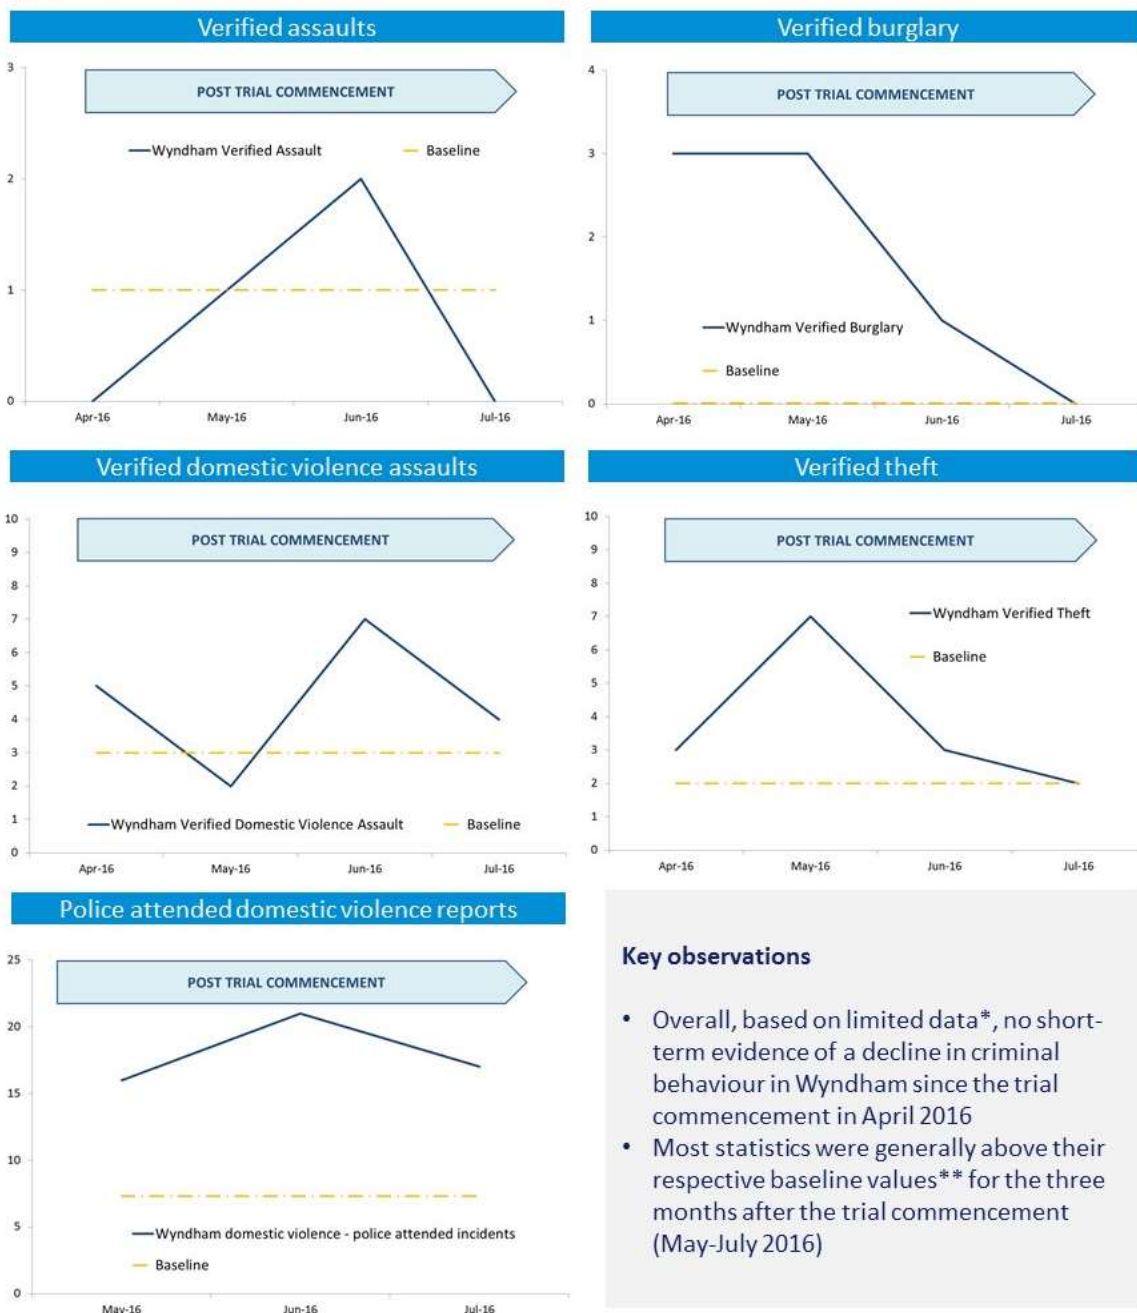 Verified assaults
3
2
1
0
POST TRIAL COMMENCEMENT
Wyndham Verified Assault
Baseline
Apr-16
May-16
Jun-16
Jul-16
Verified burglary
4
3
2
1
0
POST TRIAL COMMENCEMENT
Wyndham Verified Burglary
Baseline
Apr-16
May-16
Jun-16
Jul-16
Verified domestic violence assaults
10
9
8
7
6
5
4
3
2
1
0
POST TRIAL COMMENCEMENT
Wyndham Verified Domestic Violence Assault
Baseline
Apr-16
May-16
Jun-16
Jul-16
Verified theft
10
9
8
7
6
5
4
3
2
1
0
POST TRIAL COMMENCEMENT
Wyndham Verified Theft
Baseline
Apr-16
May-16
Jun-16
Jul-16
Police attended domestic violence reports
25
20
15
10
5
0
POST TRIAL COMMENCEMENT
Wyndham domestic violence - police attended incidents
Baseline
May-16
Jun-16
Jul-16
Key observations
• Overall, based on limited data*, no short-
term evidence of a decline in criminal
behaviour in Wyndham since the trial
commencement in April 2016
• Most statistics were generally above their
respective baseline values** for the three
months after the trial commencement
(May-July 2016)